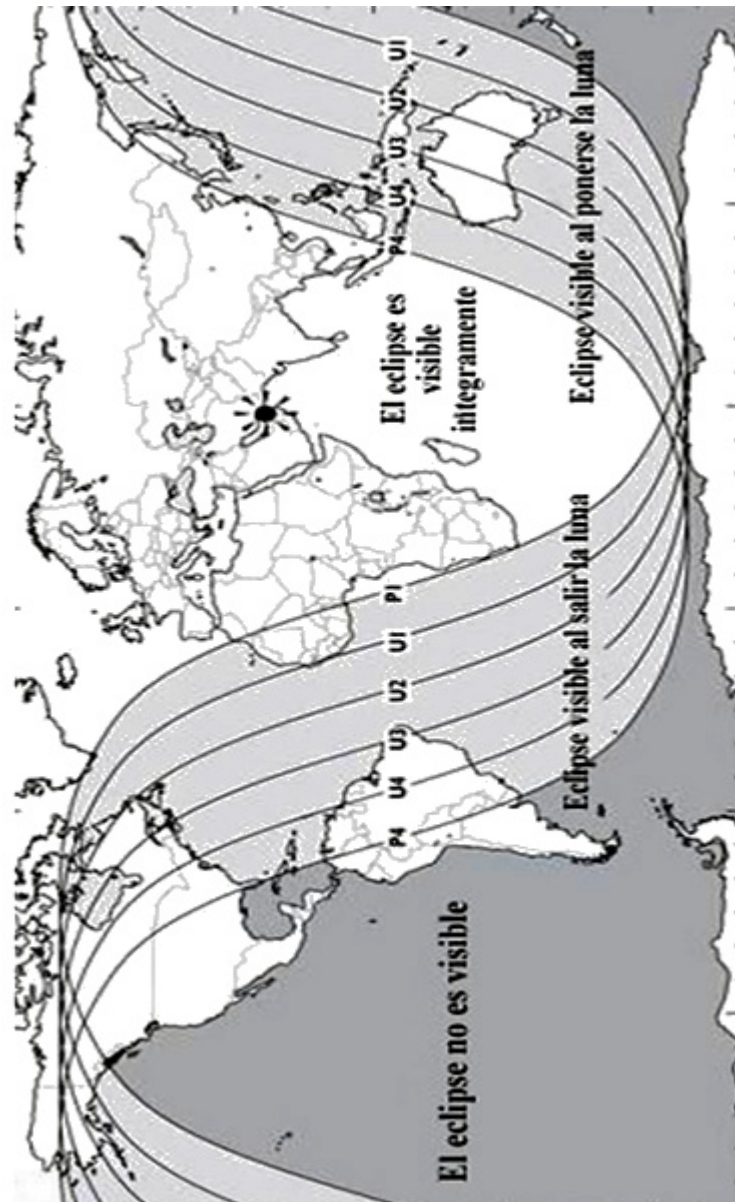 El eclipse no es visible
Eclipse visible al salir la luna
El eclipse es
visible
íntegramente
Eclipse visible al ponerse la luna
P4
U4
U3
U2
U1
P1
P4
U4
U3
U2
U1